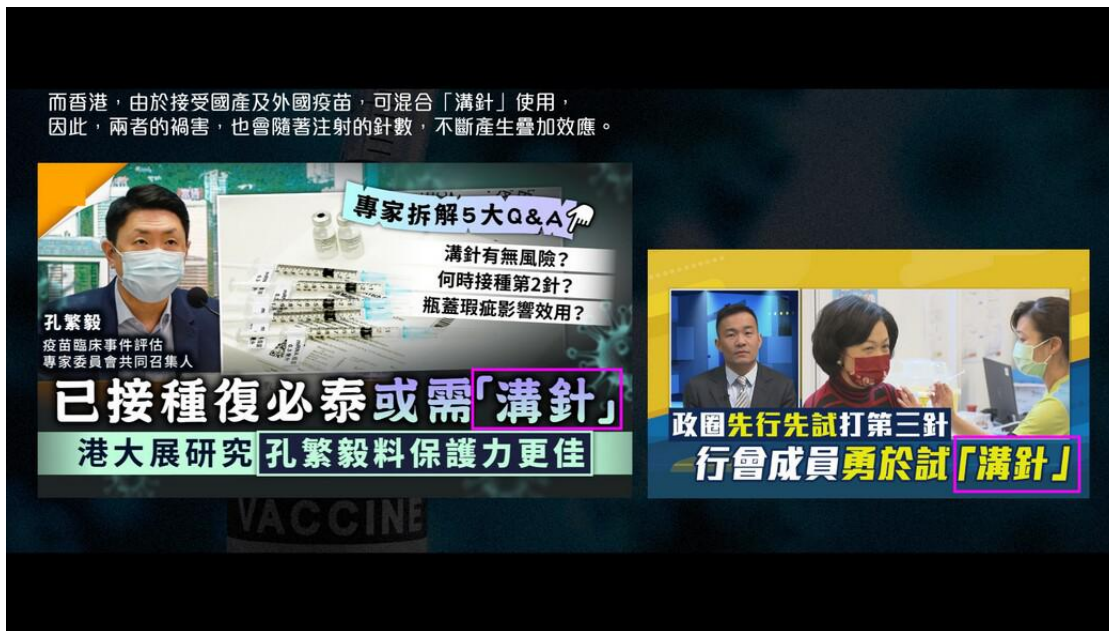 而香港，由於接受國產及外國疫苗，可混合「溝針」使用，
因此，兩者的禍害，也會隨著注射的針數，不斷產生疊加效應。
專家拆解5大Q&A
溝針有無風險？
何時接種第2針？
瓶蓋瑕疵影響效用？
孔繁毅
疫苗臨床事件評估
專家委員會共同召集人
已接種復必泰或需「溝針」
港大展研究 孔繁毅料保護力更佳
政圈先行先試打第三針
行會成員勇於試「溝針」
VACCINE